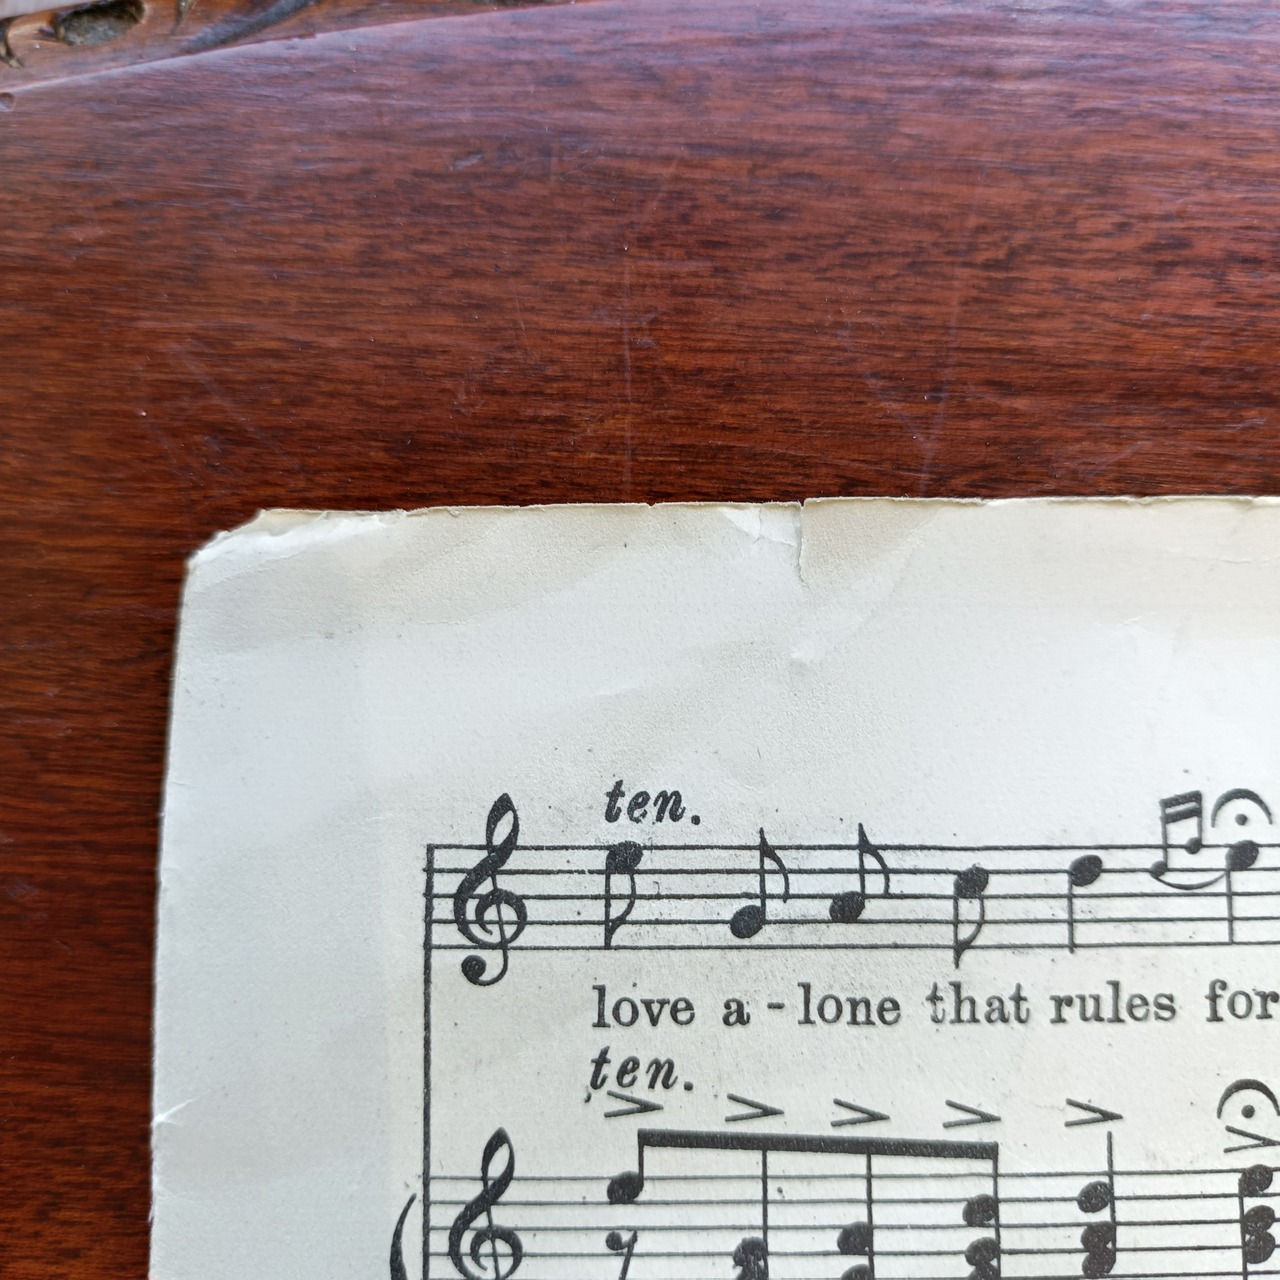 ten.
love a - lone that rules for
ten.